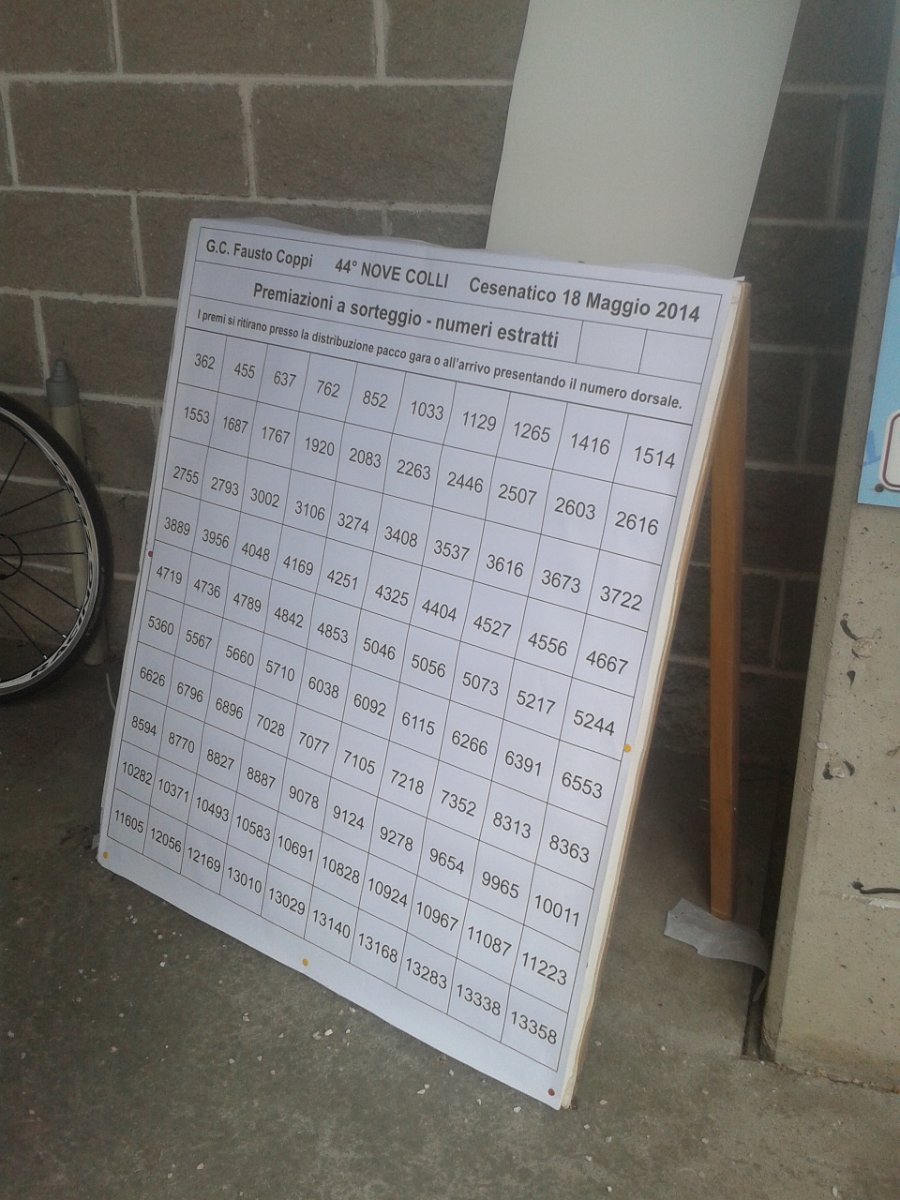 G.C. Fausto Coppi 44° NOVE COLLI Cesenatico 18 Maggio 2014
Premiazioni a sorteggio - numeri estratti
I premi si ritirano presso la distribuzione pacco gara o all'arrivo presentando il numero dorsale.
362 455 637 762 852 1033 1129 1265 1416 1514
1553 1687 1767 1920 2083 2263 2446 2507 2603 2616
2755 2793 3002 3106 3274 3408 3537 3616 3673 3722
3889 3956 4048 4169 4251 4325 4404 4527 4556 4667
4719 4736 4789 4842 4853 5046 5056 5073 5217 5244
5360 5567 5660 5710 6038 6092 6115 6266 6391 6553
6626 6796 6896 7028 7077 7105 7218 7352 8313 8363
8594 8770 8827 8887 9078 9124 9278 9654 9965 10011
10282 10371 10493 10583 10691 10828 10924 10967 11087 11223
11605 12056 12169 13010 13029 13140 13168 13283 13338 13358